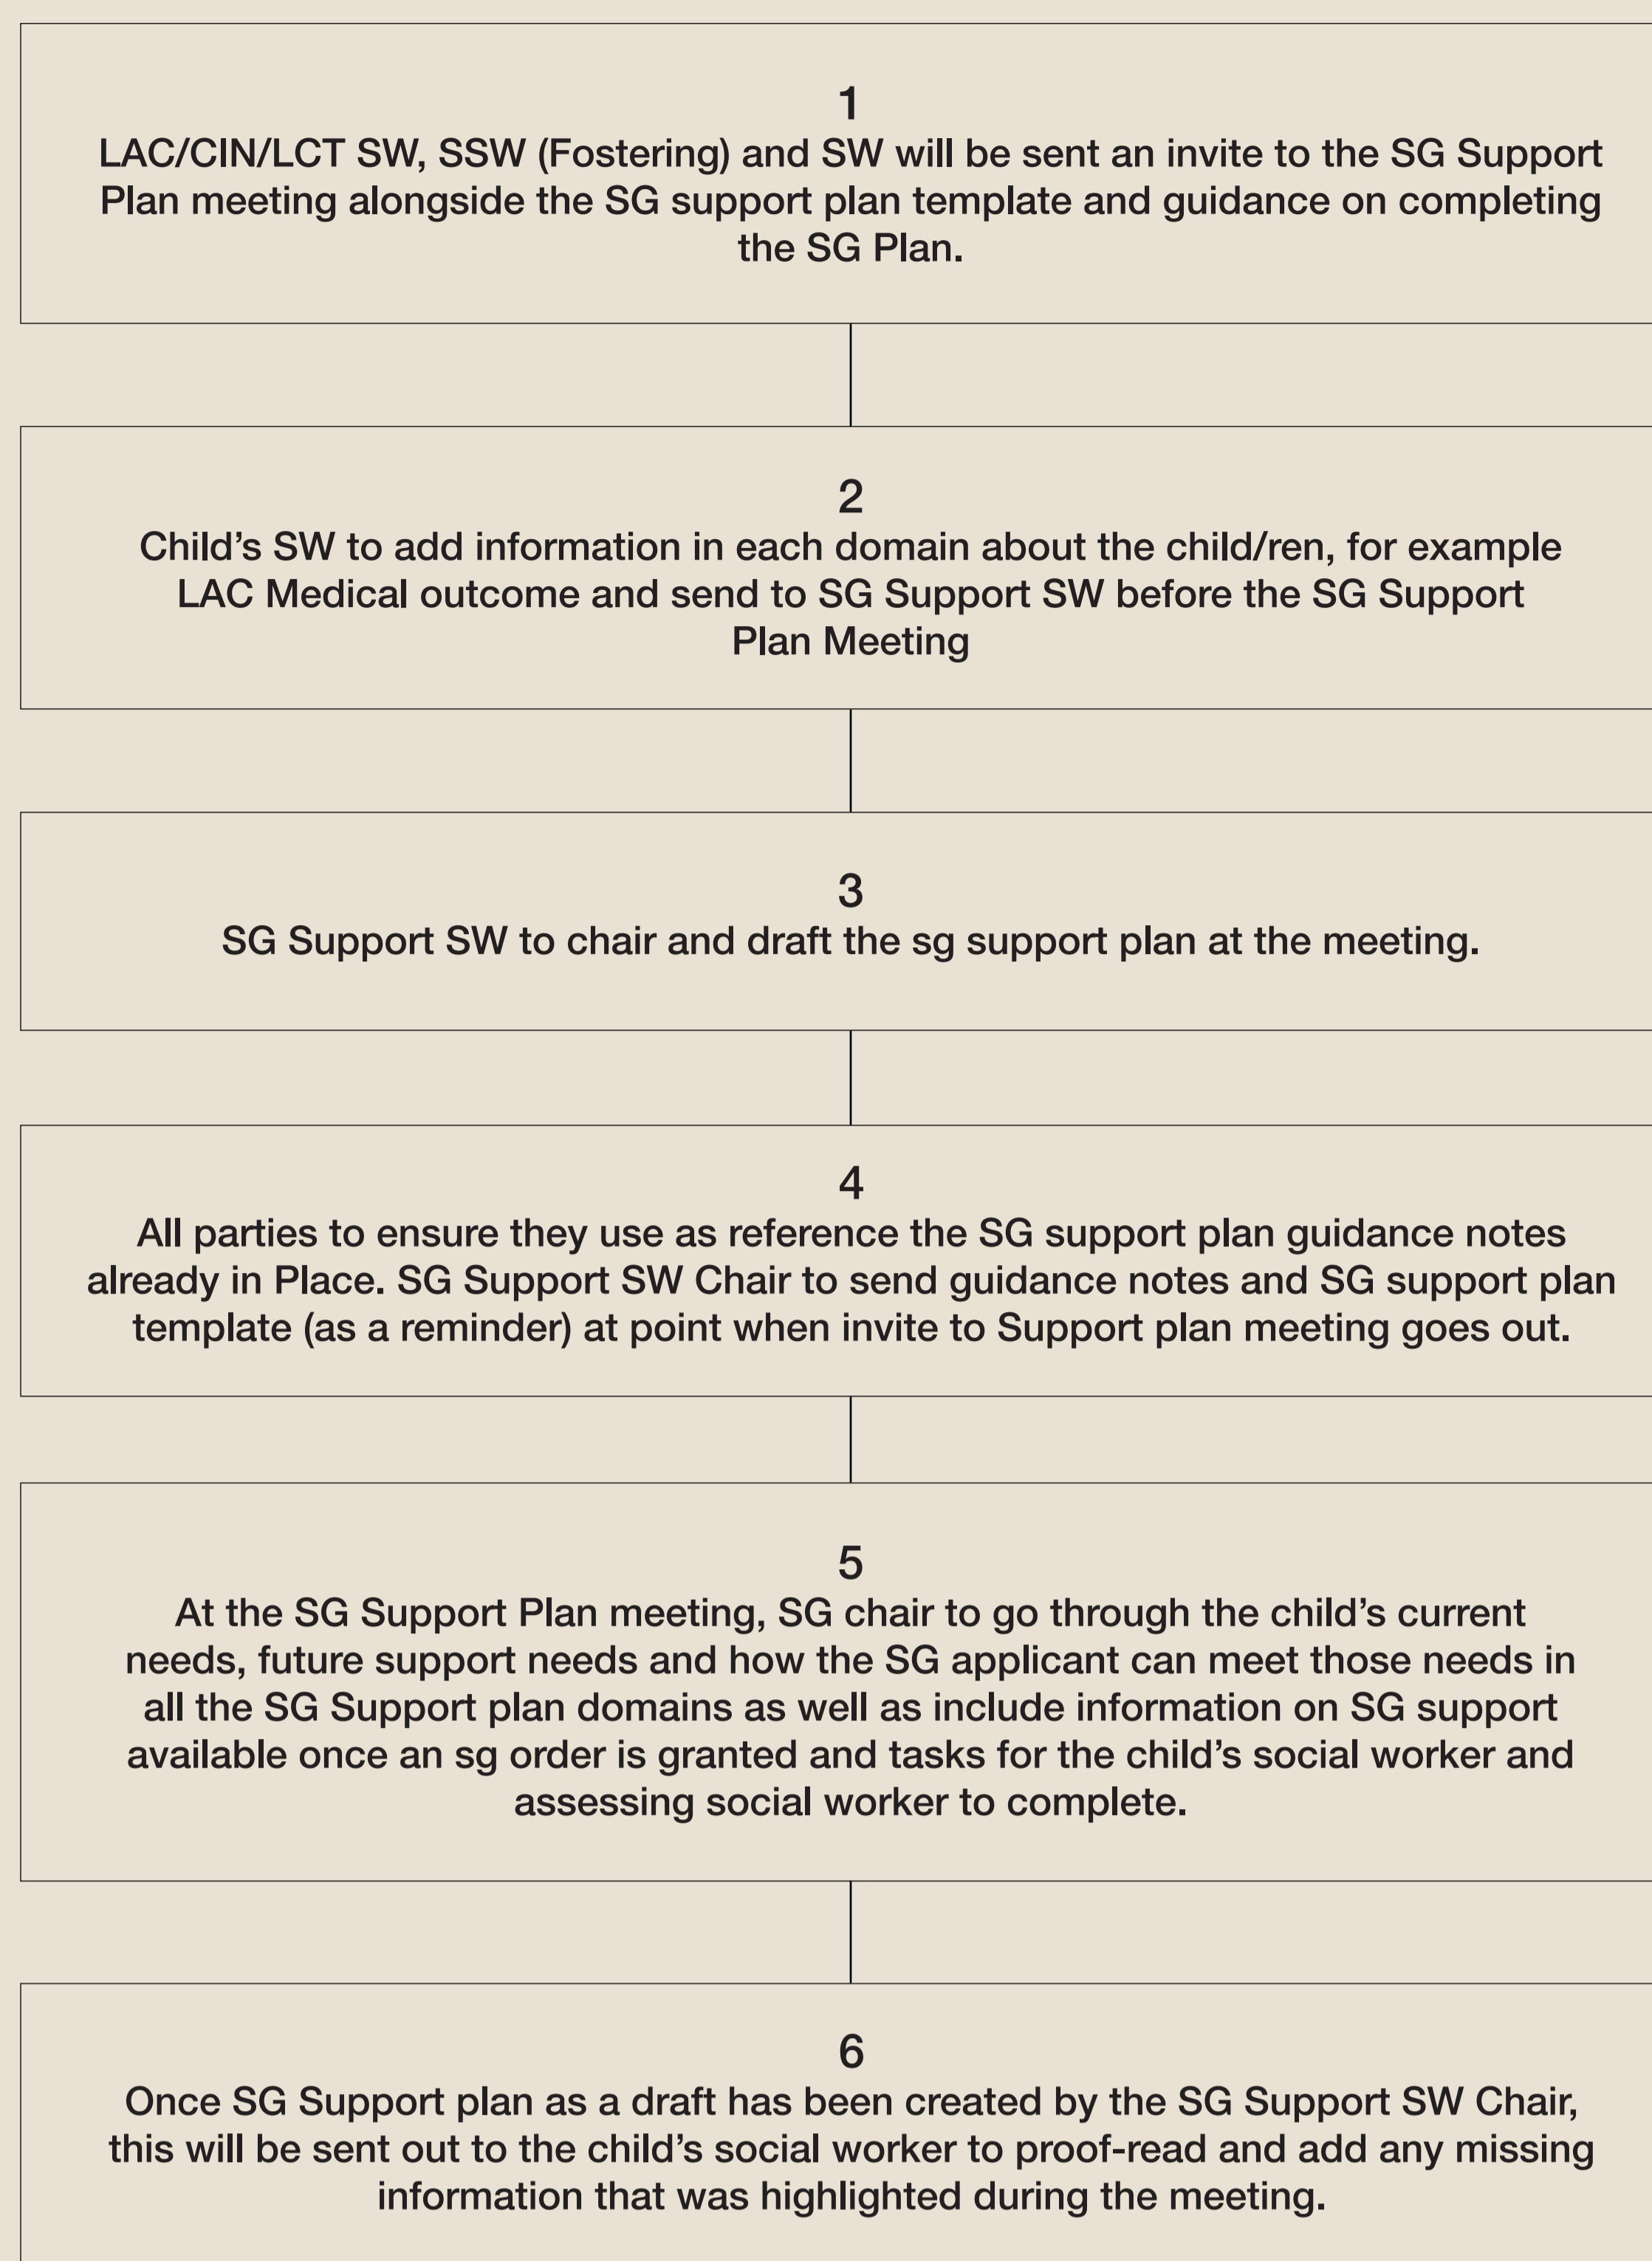 1
LAC/CIN/LCT SW, SSW (Fostering) and SW will be sent an invite to the SG Support
Plan meeting alongside the SG support plan template and guidance on completing
the SG Plan.
2
Child’s SW to add information in each domain about the child/ren, for example
LAC Medical outcome and send to SG Support SW before the SG Support
Plan Meeting
3
SG Support SW to chair and draft the sg support plan at the meeting.
4
All parties to ensure they use as reference the SG support plan guidance notes
already in Place. SG Support SW Chair to send guidance notes and SG support plan
template (as a reminder) at point when invite to Support plan meeting goes out.
5
At the SG Support Plan meeting, SG chair to go through the child’s current
needs, future support needs and how the SG applicant can meet those needs in
all the SG Support plan domains as well as include information on SG support
available once an sg order is granted and tasks for the child’s social worker and
assessing social worker to complete.
6
Once SG Support plan as a draft has been created by the SG Support SW Chair,
this will be sent out to the child’s social worker to proof-read and add any missing
information that was highlighted during the meeting.